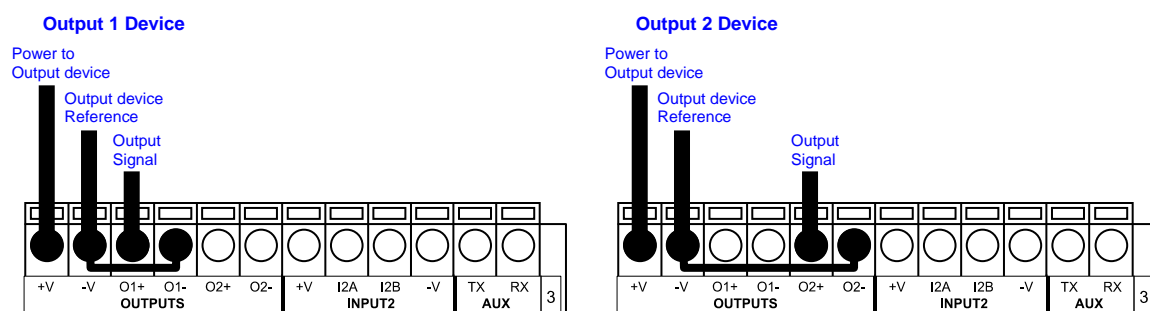 Output 1 Device
Power to
Output device
Output device
Reference
Output
Signal
+V -V O1+ O1- O2+ O2- +V I2A I2B -V TX RX
OUTPUTS INPUT2 AUX 3
Output 2 Device
Power to
Output device
Output device
Reference
Output
Signal
+V -V O1+ O1- O2+ O2- +V I2A I2B -V TX RX
OUTPUTS INPUT2 AUX 3